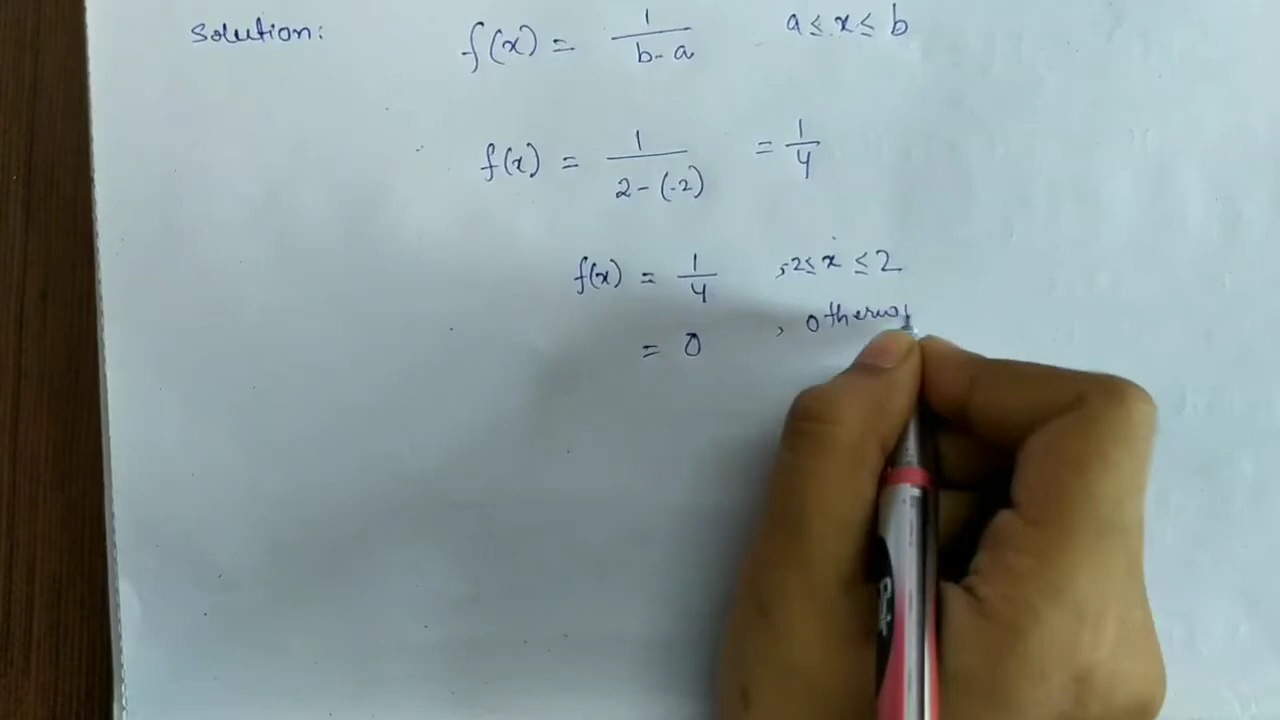 Solution: f(x) = 1/(b-a) a ≤ x ≤ b
f(x) = 1/(2-(-2)) = 1/4
f(x) = 1/4 , -2 ≤ x ≤ 2
= 0 , otherwi